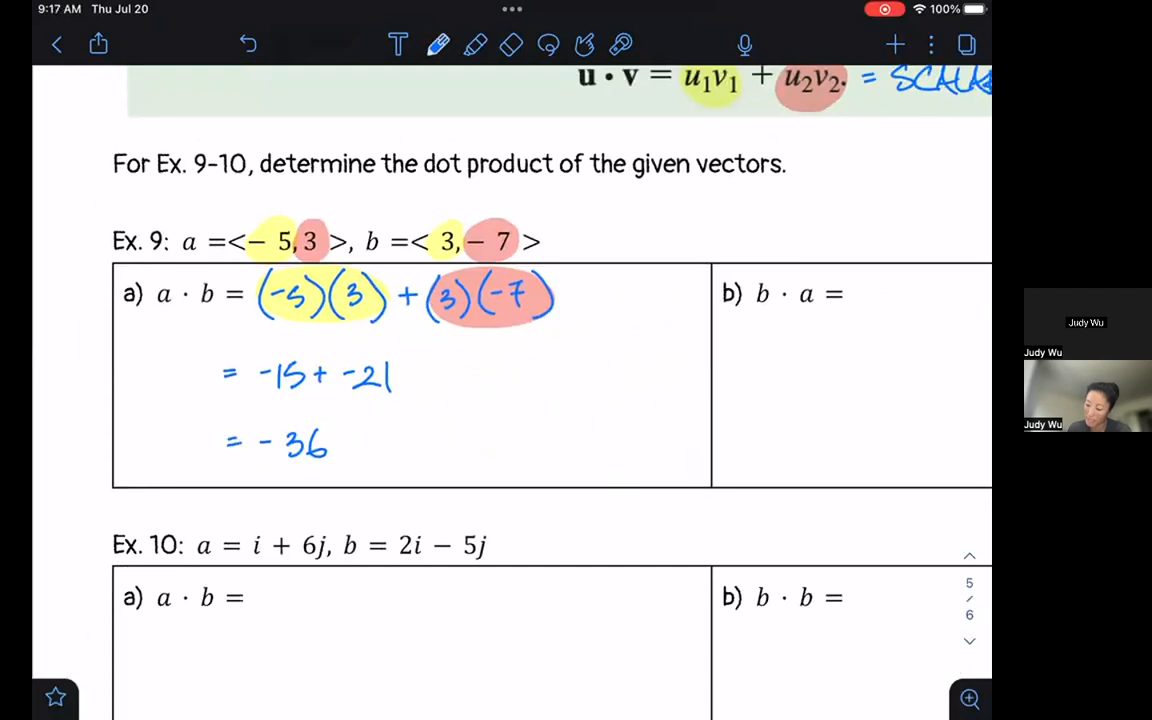 9:17 AM Thu Jul 20
100%
T
u • v = u₁v₁ + u₂v₂. =
For Ex. 9-10, determine the dot product of the given vectors.
Ex. 9: a =<− 5,3 >, b =< 3,− 7 >
a) a · b = (-5)(3) + (3)(-7)
b) b · a =
= -15 + -21
= - 36
Ex. 10: a = i + 6j, b = 2i − 5j
a) a · b =
b) b · b =
5
/
6
Judy Wu
Judy Wu
Judy Wu